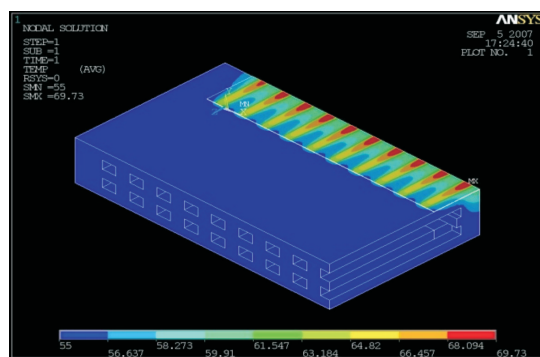 1
NODAL SOLUTION
STEP=1
SUB =1
TIME=1
TEMP (AVG)
RSYS=0
SMN =55
SMX =69.73
ANSYS
SEP 5 2007
17:24:40
PLOT NO. 1
MN
MX
55 58.273 61.547 64.82 68.094
56.637 59.91 63.184 66.457 69.73